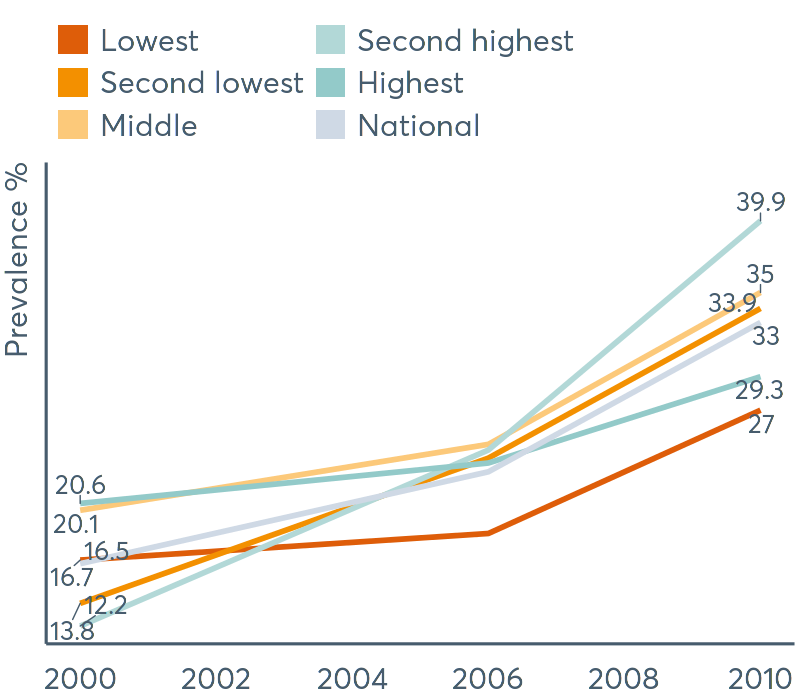 Lowest
Second lowest
Middle
Second highest
Highest
National
Prevalence %
39.9
35
33.9
33
29.3
27
20.6
20.1
16.5
16.7
12.2
13.8
2000 2002 2004 2006 2008 2010